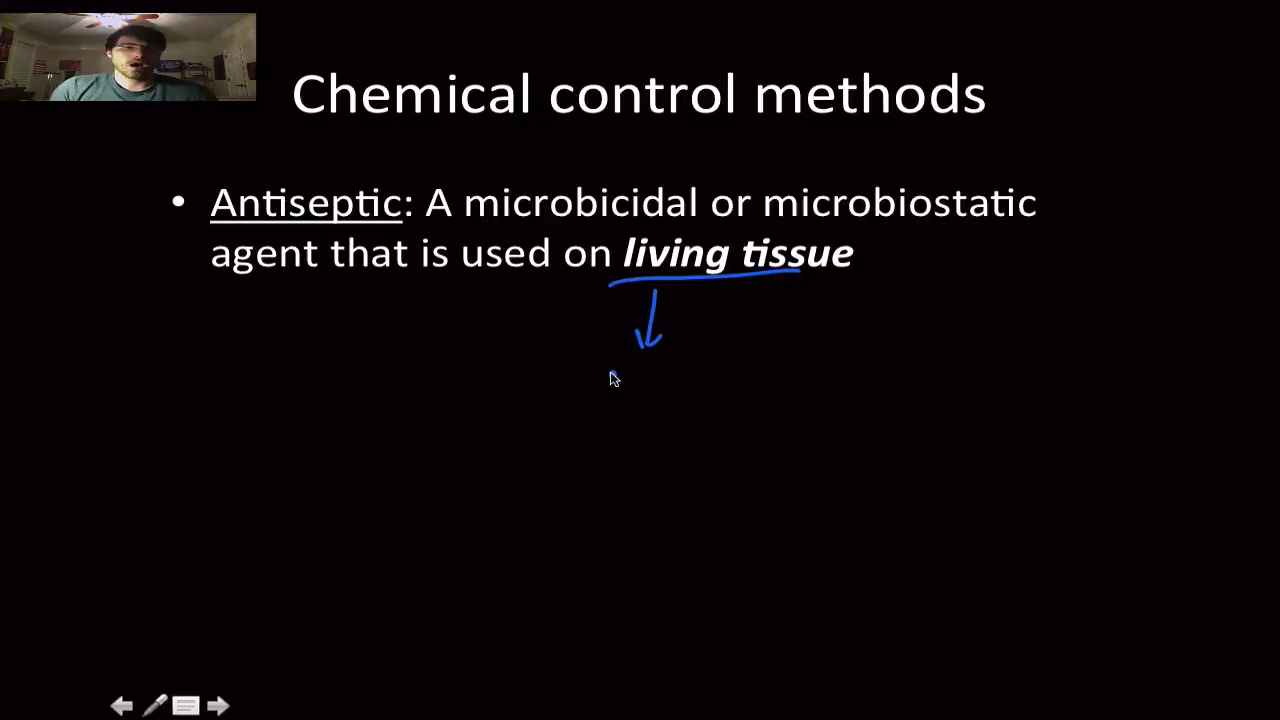 Chemical control methods
• Antiseptic: A microbicidal or microbiostatic
agent that is used on living tissue